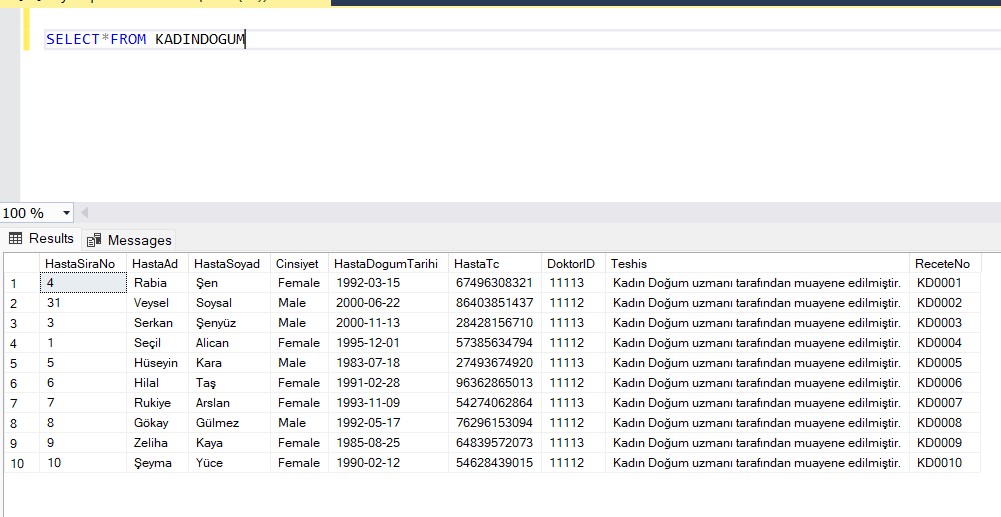 SELECT*FROM KADINDOGUM
100 %
Results Messages
HastaSiraNo HastaAd HastaSoyad Cinsiyet HastaDogumTarihi HastaTc DoktorID Teshis ReceteNo
1 4 Rabia Şen Female 1992-03-15 67496308321 11113 Kadın Doğum uzmanı tarafından muayene edilmiştir. KD0001
2 31 Veysel Soysal Male 2000-06-22 86403851437 11112 Kadın Doğum uzmanı tarafından muayene edilmiştir. KD0002
3 3 Serkan Şenyüz Male 2000-11-13 28428156710 11113 Kadın Doğum uzmanı tarafından muayene edilmiştir. KD0003
4 1 Seçil Alican Female 1995-12-01 57385634794 11112 Kadın Doğum uzmanı tarafından muayene edilmiştir. KD0004
5 5 Hüseyin Kara Male 1983-07-18 27493674920 11113 Kadın Doğum uzmanı tarafından muayene edilmiştir. KD0005
6 6 Hilal Taş Female 1991-02-28 96362865013 11112 Kadın Doğum uzmanı tarafından muayene edilmiştir. KD0006
7 7 Rukiye Arslan Female 1993-11-09 54274062864 11113 Kadın Doğum uzmanı tarafından muayene edilmiştir. KD0007
8 8 Gökay Gülmez Male 1992-05-17 76296153094 11112 Kadın Doğum uzmanı tarafından muayene edilmiştir. KD0008
9 9 Zeliha Kaya Female 1985-08-25 64839572073 11113 Kadın Doğum uzmanı tarafından muayene edilmiştir. KD0009
10 10 Şeyma Yüce Female 1990-02-12 54628439015 11112 Kadın Doğum uzmanı tarafından muayene edilmiştir. KD0010